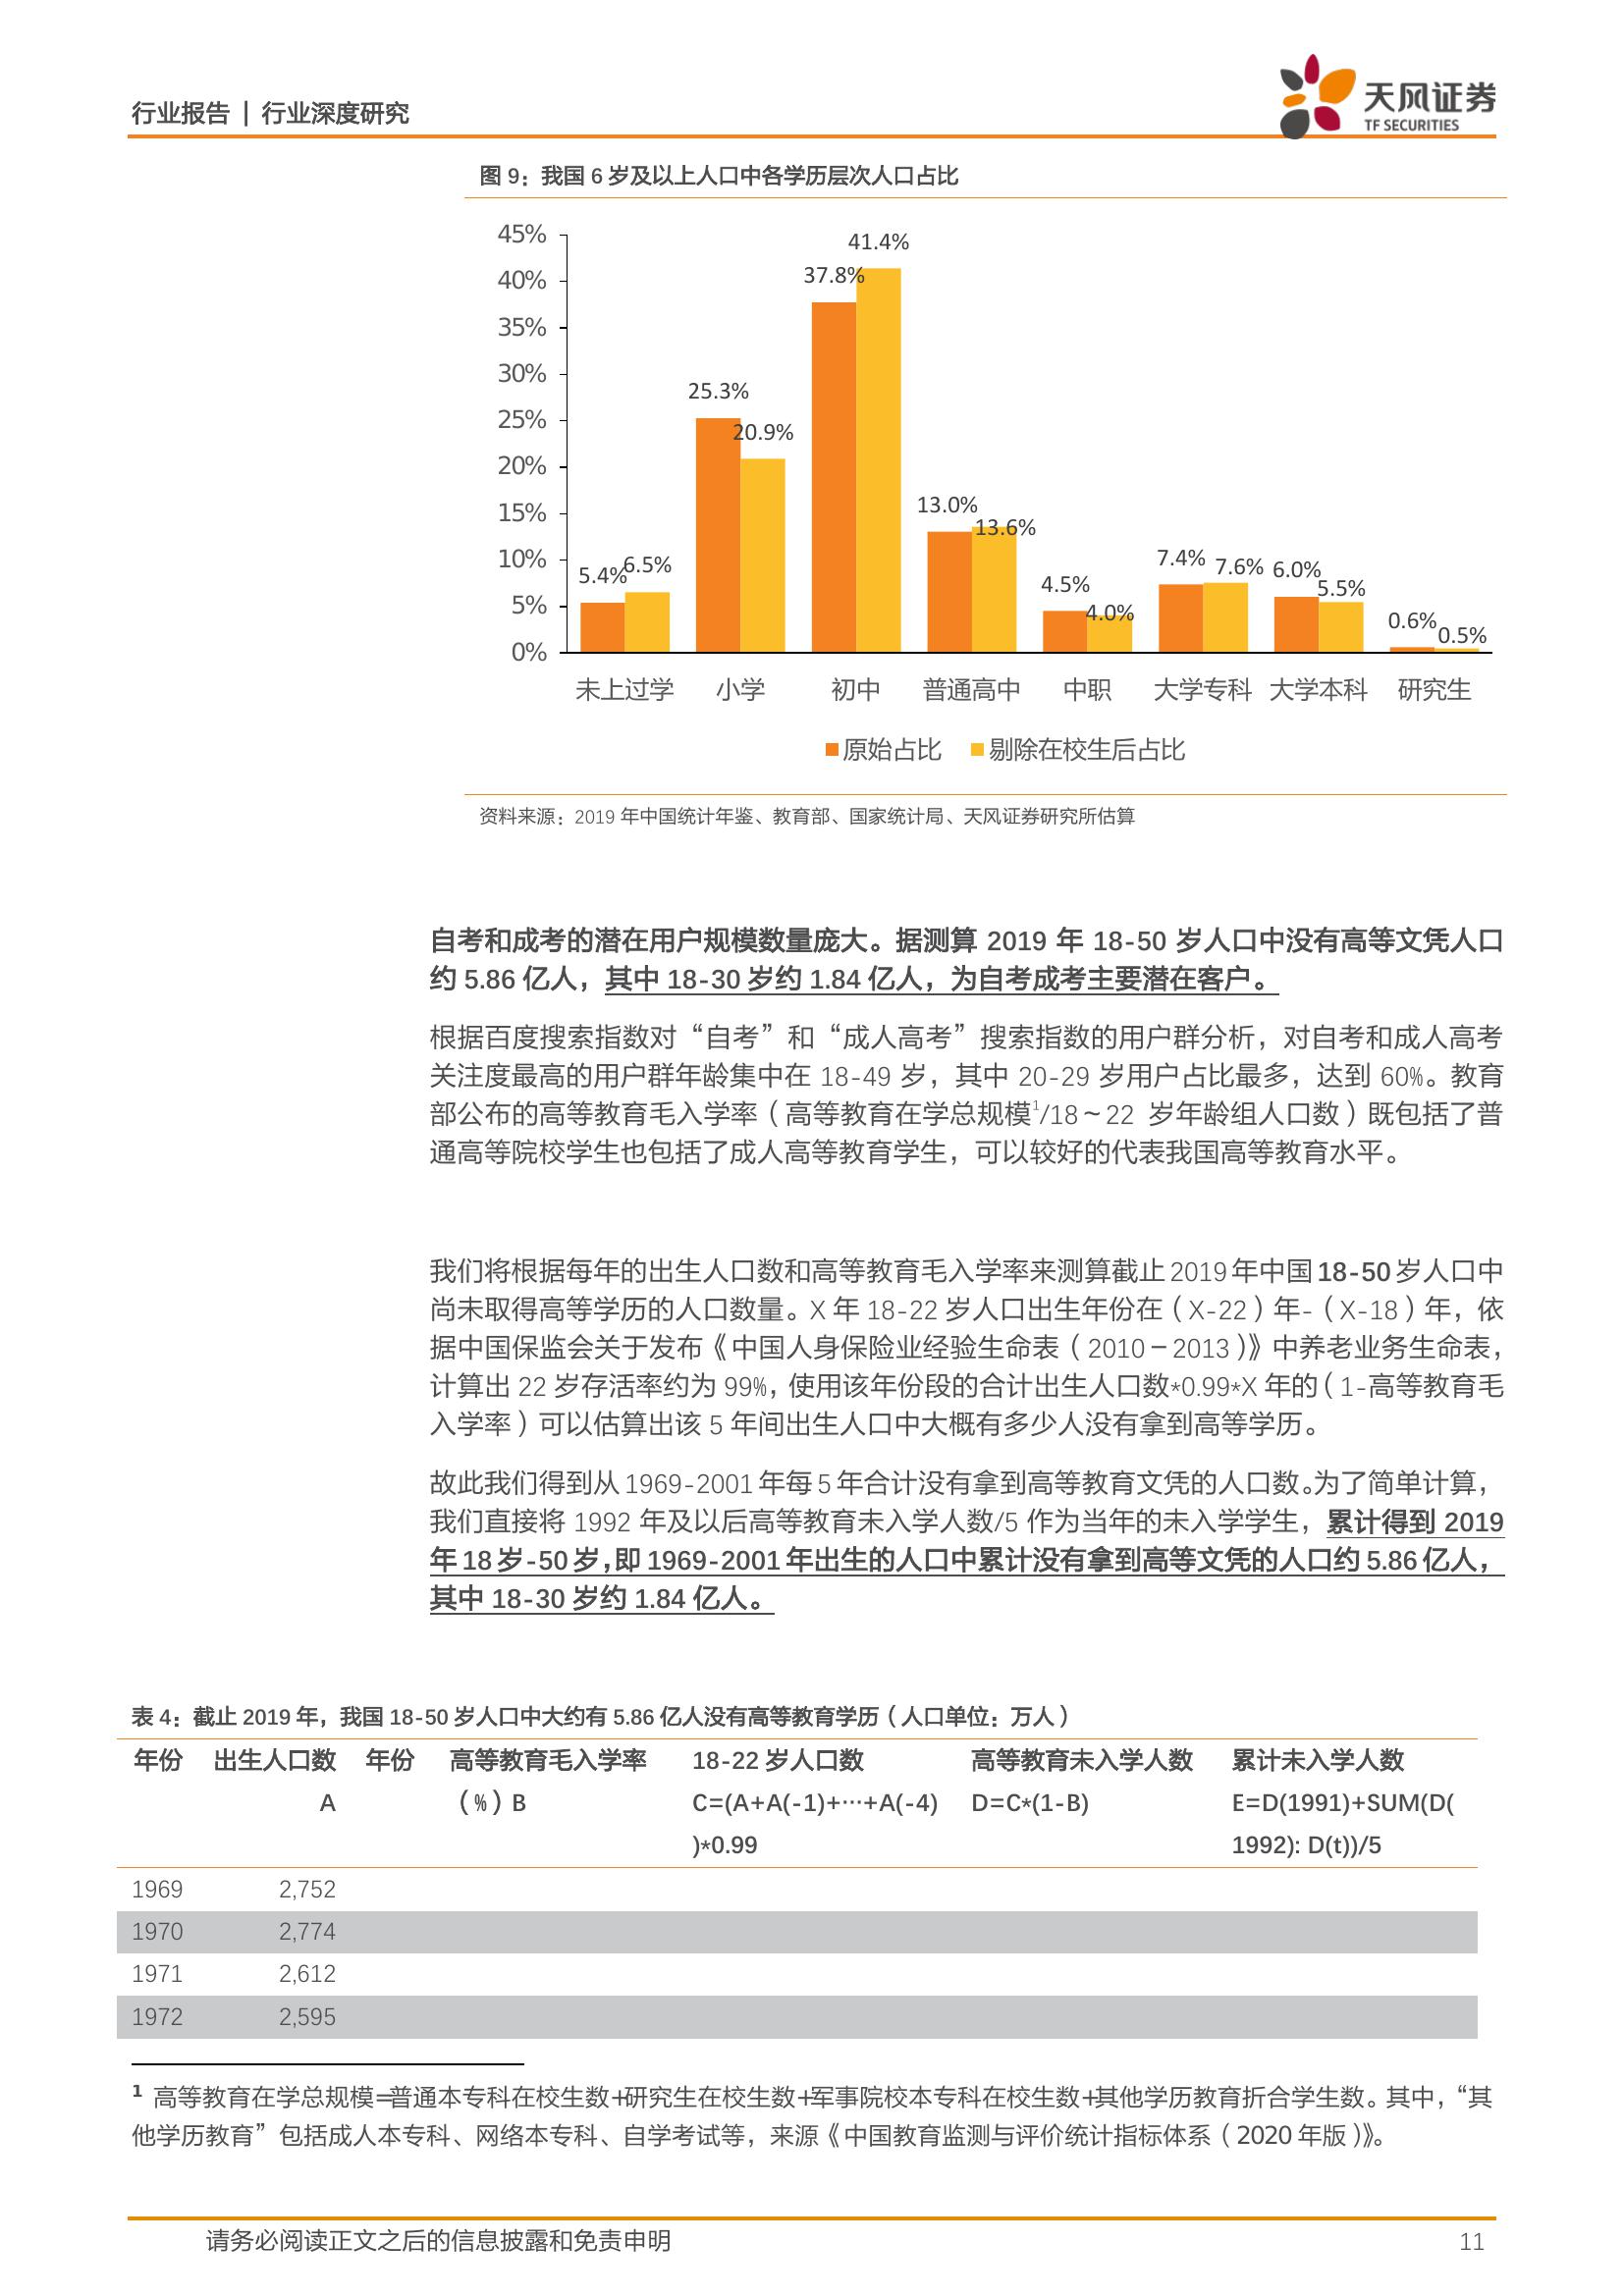 行业报告 | 行业深度研究
天风证券
TF SECURITIES
图 9：我国 6 岁及以上人口中各学历层次人口占比
45%
40%
35%
30%
25%
20%
15%
10%
5%
0%
5.4%
6.5%
25.3%
20.9%
37.8%
41.4%
13.0%
13.6%
4.5%
4.0%
7.4%
7.6%
6.0%
5.5%
0.6%
0.5%
未上过学 小学 初中 普通高中 中职 大学专科 大学本科 研究生
原始占比 剔除在校生后占比
资料来源：2019 年中国统计年鉴、教育部、国家统计局、天风证券研究所估算
自考和成考的潜在用户规模数量庞大。据测算 2019 年 18-50 岁人口中没有高等文凭人口
约 5.86 亿人，其中 18-30 岁约 1.84 亿人，为自考成考主要潜在客户。
根据百度搜索指数对“自考”和“成人高考”搜索指数的用户群分析，对自考和成人高考
关注度最高的用户群年龄集中在 18-49 岁，其中 20-29 岁用户占比最多，达到 60%。教育
部公布的高等教育毛入学率（高等教育在学总规模1/18～22 岁年龄组人口数）既包括了普
通高等院校学生也包括了成人高等教育学生，可以较好的代表我国高等教育水平。
我们将根据每年的出生人口数和高等教育毛入学率来测算截止2019年中国18-50岁人口中
尚未取得高等学历的人口数量。X 年 18-22 岁人口出生年份在（X-22）年-（X-18）年，依
据中国保监会关于发布《中国人身保险业经验生命表（2010－2013）》中养老业务生命表，
计算出 22 岁存活率约为 99%，使用该年份段的合计出生人口数*0.99*X 年的（1-高等教育毛
入学率）可以估算出该 5 年间出生人口中大概有多少人没有拿到高等学历。
故此我们得到从 1969-2001 年每 5 年合计没有拿到高等教育文凭的人口数。为了简单计算，
我们直接将 1992 年及以后高等教育未入学人数/5 作为当年的未入学学生，累计得到 2019
年 18 岁-50 岁，即 1969-2001 年出生的人口中累计没有拿到高等文凭的人口约 5.86 亿人，
其中 18-30 岁约 1.84 亿人。
表 4：截止 2019 年，我国 18-50 岁人口中大约有 5.86 亿人没有高等教育学历（人口单位：万人）
年份 出生人口数 年份 高等教育毛入学率 18-22 岁人口数 高等教育未入学人数 累计未入学人数
A （%）B C=(A+A(-1)+…+A(-4) D=C*(1-B) E=D(1991)+SUM(D(
)*0.99 1992): D(t))/5
1969 2,752
1970 2,774
1971 2,612
1972 2,595
1 高等教育在学总规模=普通本专科在校生数+研究生在校生数+军事院校本专科在校生数+其他学历教育折合学生数。其中，“其
他学历教育”包括成人本专科、网络本专科、自学考试等，来源《中国教育监测与评价统计指标体系（2020 年版）》。
请务必阅读正文之后的信息披露和免责申明
11